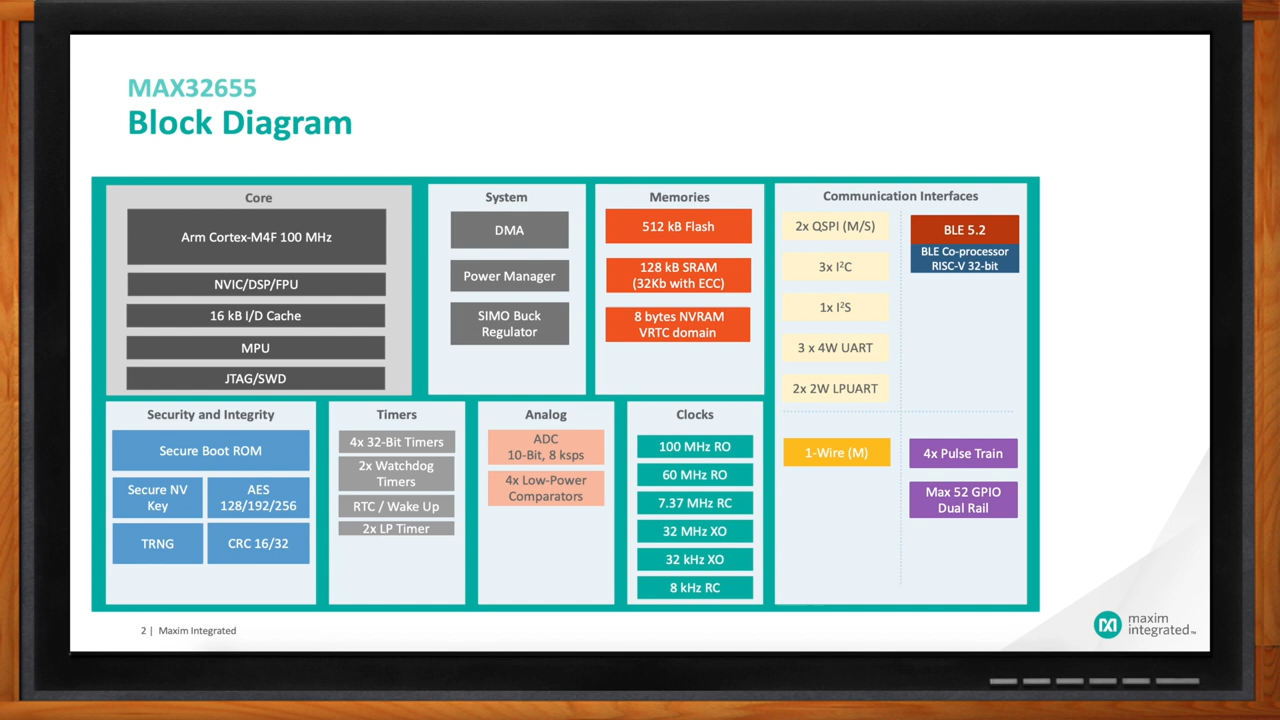 MAX32655
Block Diagram
Core
Arm Cortex-M4F 100 MHz
NVIC/DSP/FPU
16 kB I/D Cache
MPU
JTAG/SWD
System
DMA
Power Manager
SIMO Buck
Regulator
Memories
512 kB Flash
128 kB SRAM
(32Kb with ECC)
8 bytes NVRAM
VRTC domain
Communication Interfaces
2x QSPI (M/S)
3x I²C
1x I²S
3 x 4W UART
2x 2W LPUART
BLE 5.2
BLE Co-processor
RISC-V 32-bit
1-Wire (M)
4x Pulse Train
Max 52 GPIO
Dual Rail
Security and Integrity
Secure Boot ROM
Secure NV
Key
AES
128/192/256
TRNG
CRC 16/32
Timers
4x 32-Bit Timers
2x Watchdog
Timers
RTC / Wake Up
2x LP Timer
Analog
ADC
10-Bit, 8 ksps
4x Low-Power
Comparators
Clocks
100 MHz RO
60 MHz RO
7.37 MHz RC
32 MHz XO
32 kHz XO
8 kHz RC
2 | Maxim Integrated
maxim
integrated™